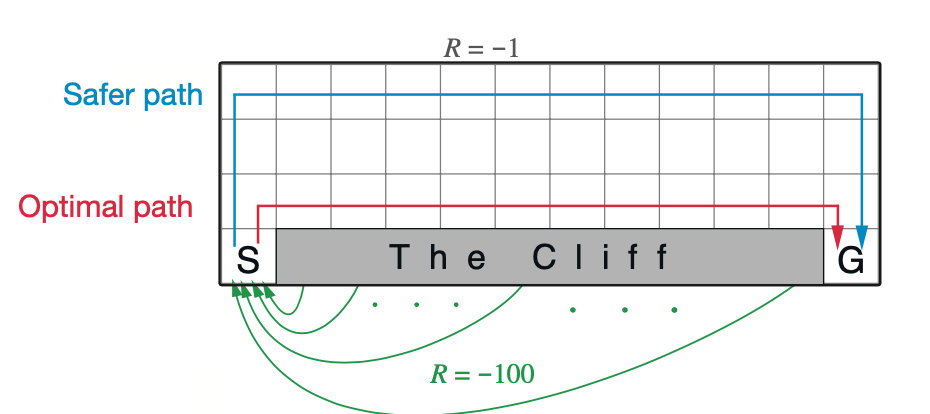 R = −1
Safer path
Optimal path
S The Cliff G
R = −100